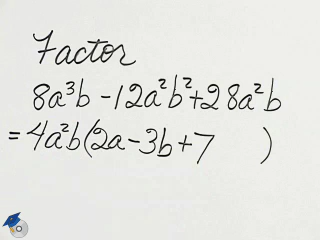 Factor
8a³b - 12a²b² + 28a²b
= 4a²b(2a - 3b + 7 )